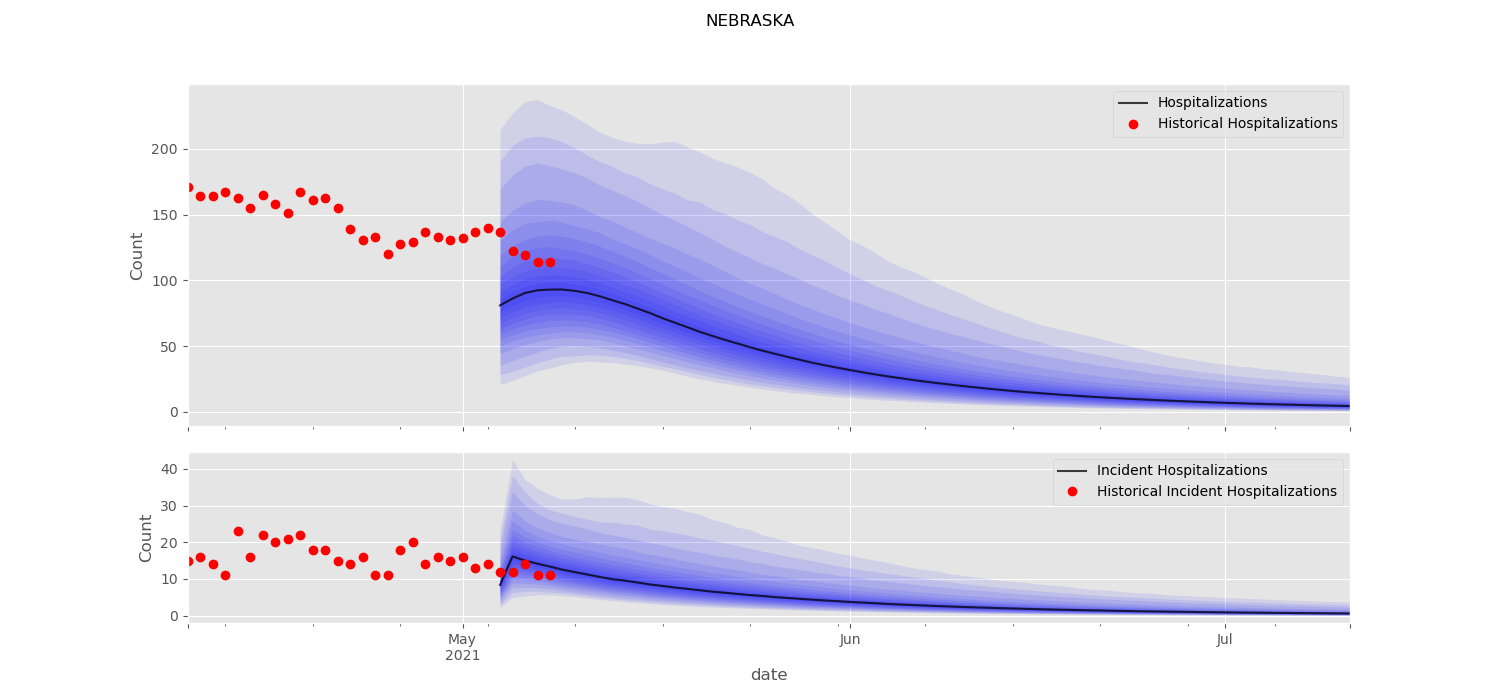 NEBRASKA
Hospitalizations
Historical Hospitalizations
Count
200
150
100
50
0
Incident Hospitalizations
Historical Incident Hospitalizations
Count
40
30
20
10
0
May
2021
Jun
Jul
date